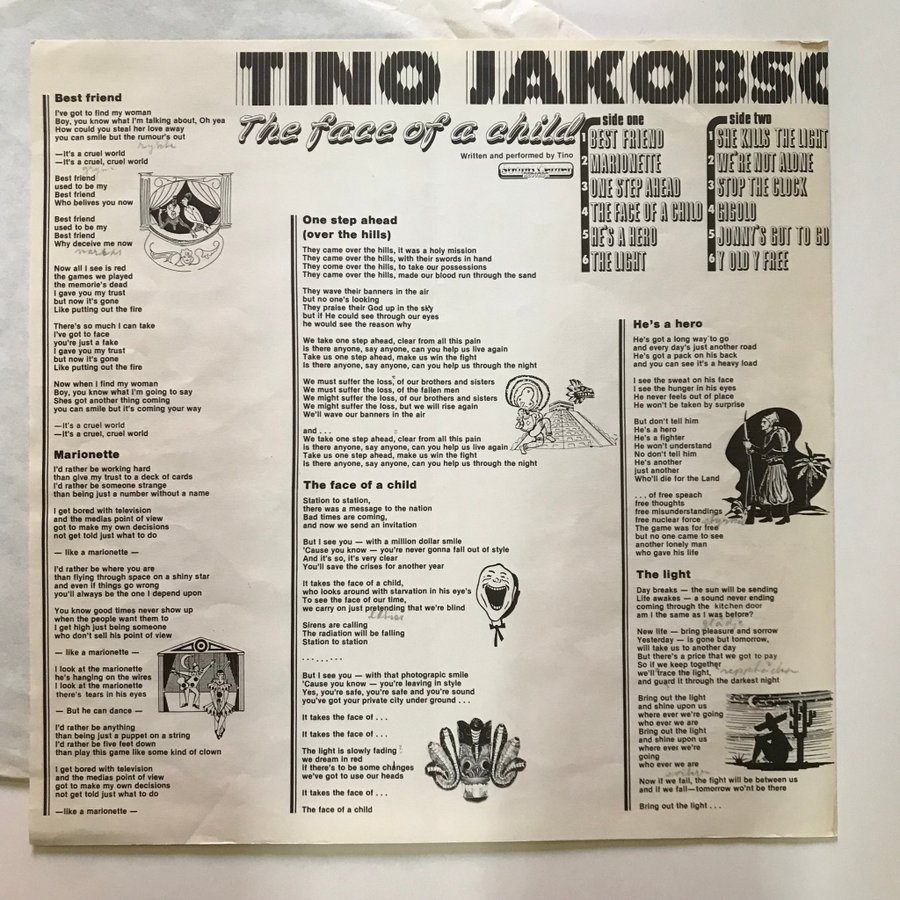 TINO JAKOBSO
The face of a child
Written and performed by Tino
side one
1 BEST FRIEND
2 MARIONETTE
3 ONE STEP AHEAD
4 THE FACE OF A CHILD
5 HE'S A HERO
6 THE LIGHT
side two
1 SHE KILLS THE LIGHT
2 WE'RE NOT ALONE
3 STOP THE CLOCK
4 GIGOLO
5 JONNY'S GOT TO GO
6 Y OLD Y FREE
Best friend
I've got to find my woman
Boy, you know what I'm talking about, Oh yea
How could you steal her love away
you can smile but the rumour's out
—It's a cruel world
—It's a cruel, cruel world
Best friend
used to be my
Best friend
Who belives you now
Best friend
used to be my
Best friend
Why deceive me now
Now all I see is red
the games we played
the memorie's dead
I gave you my trust
but now it's gone
Like putting out the fire
There's so much I can take
I've got to face
you're just a fake
I gave you my trust
but now it's gone
Like putting out the fire
Now when I find my woman
Boy, you know what I'm going to say
Shes got another thing coming
you can smile but it's coming your way
—It's a cruel world
—It's a cruel, cruel world
Marionette
I'd rather be working hard
than give my trust to a deck of cards
I'd rather be someone strange
than being just a number without a name
I get bored with television
and the medias point of view
got to make my own decisions
not get told just what to do
— like a marionette —
I'd rather be where you are
than flying through space on a shiny star
and even if things go wrong
you'll always be the one I depend upon
You know good times never show up
when the people want them to
I get high just being someone
who don't sell his point of view
— like a marionette —
I look at the marionette
he's hanging on the wires
I look at the marionette
there's tears in his eyes
— But he can dance —
I'd rather be anything
than being just a puppet on a string
I'd rather be five feet down
than play this game like some kind of clown
I get bored with television
and the medias point of view
got to make my own decisions
not get told just what to do
—like a marionette —
One step ahead
(over the hills)
They came over the hills, it was a holy mission
They came over the hills, with their swords in hand
They come over the hills, to take our possessions
They came over the hills, made our blood run through the sand
They wave their banners in the air
but no one's looking
They praise their God up in the sky
but if He could see through our eyes
he would see the reason why
We take one step ahead, clear from all this pain
is there anyone, say anyone, can you help us live again
Take us one step ahead, make us win the fight
Is there anyone, say anyone, can you help us through the night
We must suffer the loss, of our brothers and sisters
We must suffer the loss, of the fallen men
We might suffer the loss, of our brothers and sisters
We might suffer the loss, but we will rise again
We'll wave our banners in the air
and . . .
We take one step ahead, clear from all this pain
is there anyone, say anyone, can you help us live again
Take us one step ahead, make us win the fight
Is there anyone, say anyone, can you help us through the night
The face of a child
Station to station,
there was a message to the nation
Bad times are coming,
and now we send an invitation
But I see you — with a million dollar smile
'Cause you know — you're never gonna fall out of style
And it's so, it's very clear
You'll save the crises for another year
It takes the face of a child,
who looks around with starvation in his eye's
To see the face of our time,
we carry on just pretending that we're blind
Sirens are calling
The radiation will be falling
Station to station
. . . , . . . , . .
But I see you — with that photograpic smile
'Cause you know — you're leaving in style
Yes, you're safe, you're safe and you're sound
you've got your private city under ground . . .
It takes the face of . . .
It takes the face of . . .
The light is slowly fading
we dream in red
if there's to be some changes
we've got to use our heads
It takes the face of . . .
The face of a child
He's a hero
He's got a long way to go
and every day's just another road
He's got a pack on his back
and you can see it's a heavy load
I see the sweat on his face
I see the hunger in his eyes
He never feels out of place
He won't be taken by surprise
But don't tell him
He's a hero
He's a fighter
He won't understand
No don't tell him
He's another
just another
Who'll die for the Land
. . . of free speach
free thoughts
free misunderstandings
free nuclear force
The game was for free
but no one came to see
another lonely man
who gave his life
The light
Day breaks — the sun will be sending
Life awakes — a sound never ending
coming through the kitchen door
am I the same as I was before?
New life — bring pleasure and sorrow
Yesterday — is gone but tomorrow,
will take us to another day
But there's a price that we got to pay
So if we keep together
we'll trace the light,
and guard it through the darkest night
Bring out the light
and shine upon us
where ever we're going
who ever we are
Bring out the light
and shine upon us
where ever we're
going
who ever we are
Now if we fail, the fight will be between us
and if we fall—tomorrow wo'nt be there
Bring out the light . . .